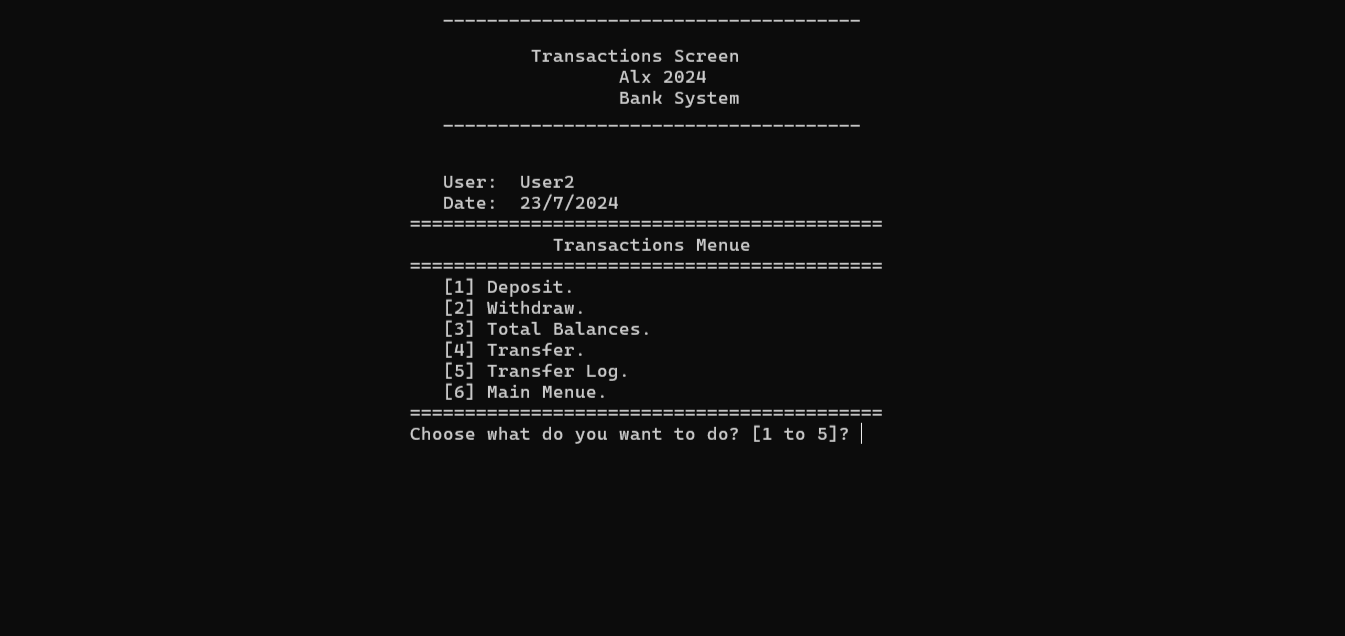 --------------------------------------
Transactions Screen
Alx 2024
Bank System
--------------------------------------
User: User2
Date: 23/7/2024
===========================================
Transactions Menue
===========================================
[1] Deposit.
[2] Withdraw.
[3] Total Balances.
[4] Transfer.
[5] Transfer Log.
[6] Main Menue.
===========================================
Choose what do you want to do? [1 to 5]?